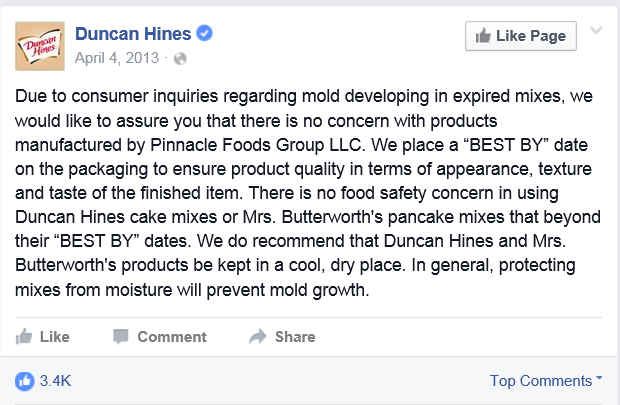 Duncan Hines
Duncan Hines
Like Page
April 4, 2013 ·
Due to consumer inquiries regarding mold developing in expired mixes, we
would like to assure you that there is no concern with products
manufactured by Pinnacle Foods Group LLC. We place a “BEST BY” date
on the packaging to ensure product quality in terms of appearance, texture
and taste of the finished item. There is no food safety concern in using
Duncan Hines cake mixes or Mrs. Butterworth's pancake mixes that beyond
their “BEST BY” dates. We do recommend that Duncan Hines and Mrs.
Butterworth's products be kept in a cool, dry place. In general, protecting
mixes from moisture will prevent mold growth.
Like Comment Share
3.4K Top Comments